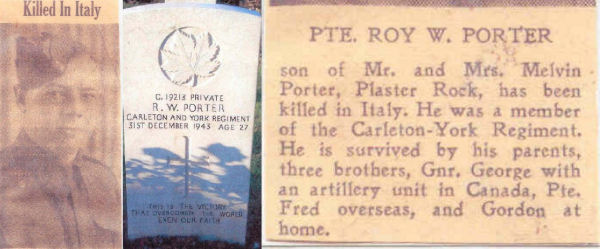 Killed In Italy
G. 19213 PRIVATE
R. W. PORTER
CARLETON AND YORK REGIMENT
31ST DECEMBER 1943 AGE 27
THIS IS THE VICTORY
THAT OVERCOMETH THE WORLD
EVEN OUR FAITH
PTE. ROY W. PORTER
son of Mr. and Mrs. Melvin
Porter, Plaster Rock, has been
killed in Italy. He was a member
of the Carleton-York Regiment.
He is survived by his parents,
three brothers, Gnr. George with
an artillery unit in Canada, Pte.
Fred overseas, and Gordon at
home.